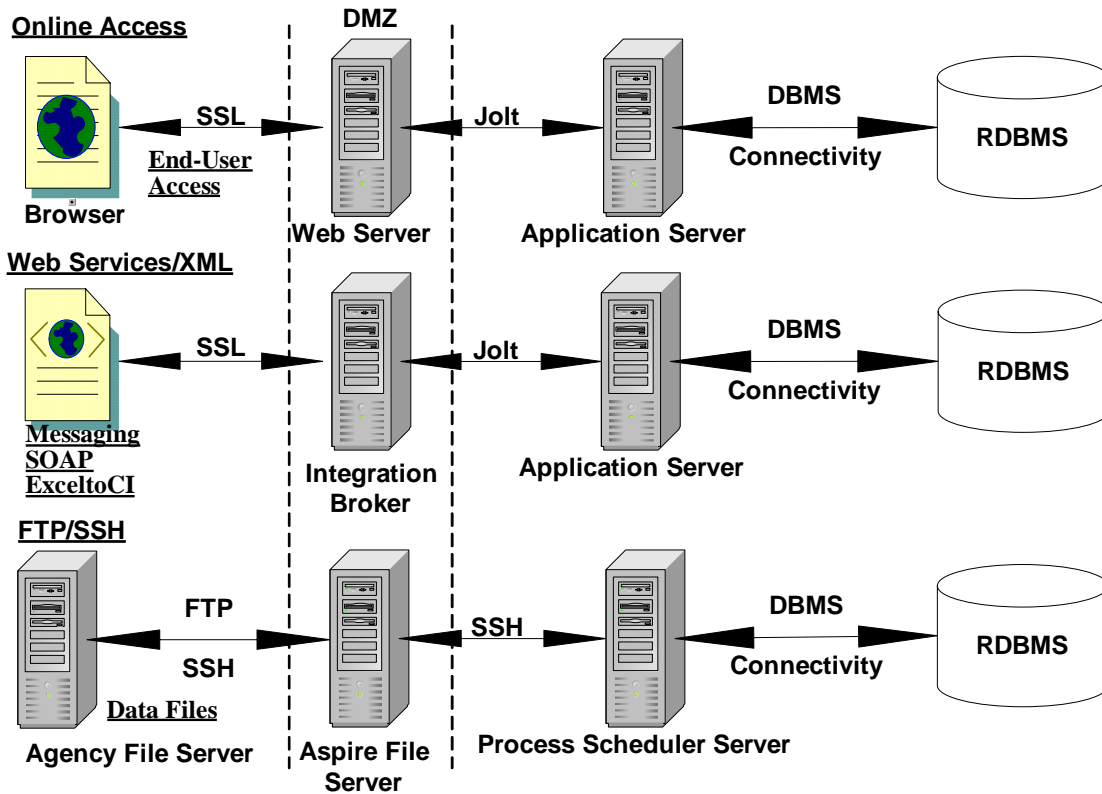 Online Access
DMZ
SSL
Jolt
DBMS
Connectivity
RDBMS
End-User
Access
Browser
Web Server
Application Server
Web Services/XML
SSL
Jolt
DBMS
Connectivity
RDBMS
Messaging
SOAP
ExceltoCI
Integration
Broker
Application Server
FTP/SSH
FTP
SSH
SSH
DBMS
Connectivity
RDBMS
Data Files
Agency File Server
Aspire File
Server
Process Scheduler Server